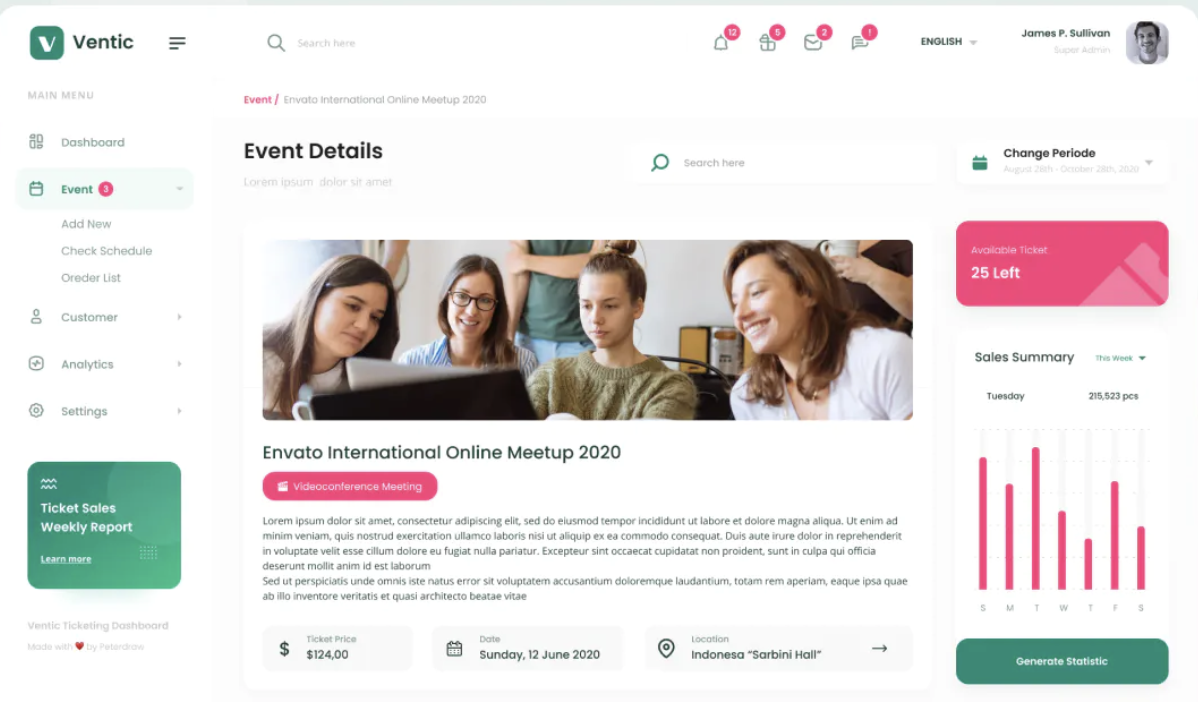 Ventic
Search here
12
5
2
!
ENGLISH
James P. Sullivan
Super Admin
MAIN MENU
Dashboard
Event 3
Add New
Check Schedule
Oreder List
Customer
Analytics
Settings
Ticket Sales
Weekly Report
Learn more
Ventic Ticketing Dashboard
Made with ❤ by Peterdraw
Event / Envato International Online Meetup 2020
Event Details
Lorem ipsum dolor sit amet
Search here
Change Periode
August 28th - October 28th, 2020
Envato International Online Meetup 2020
Videoconference Meeting
Lorem ipsum dolor sit amet, consectetur adipiscing elit, sed do eiusmod tempor incididunt ut labore et dolore magna aliqua. Ut enim ad
minim veniam, quis nostrud exercitation ullamco laboris nisi ut aliquip ex ea commodo consequat. Duis aute irure dolor in reprehenderit
in voluptate velit esse cillum dolore eu fugiat nulla pariatur. Excepteur sint occaecat cupidatat non proident, sunt in culpa qui officia
deserunt mollit anim id est laborum
Sed ut perspiciatis unde omnis iste natus error sit voluptatem accusantium doloremque laudantium, totam rem aperiam, eaque ipsa quae
ab illo inventore veritatis et quasi architecto beatae vitae
Ticket Price
$124,00
Date
Sunday, 12 June 2020
Location
Indonesa “Sarbini Hall”
Available Ticket
25 Left
Sales Summary
This Week
Tuesday 215,523 pcs
S M T W T F S
Generate Statistic